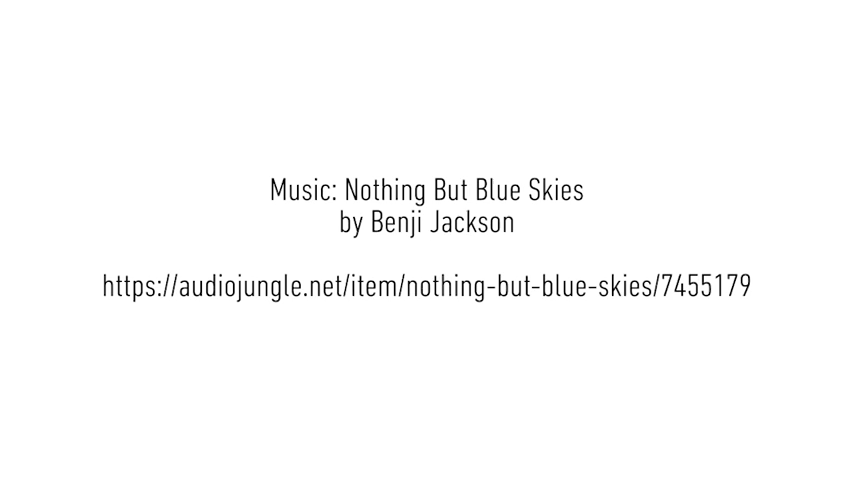 Music: Nothing But Blue Skies
by Benji Jackson
https://audiojungle.net/item/nothing-but-blue-skies/7455179